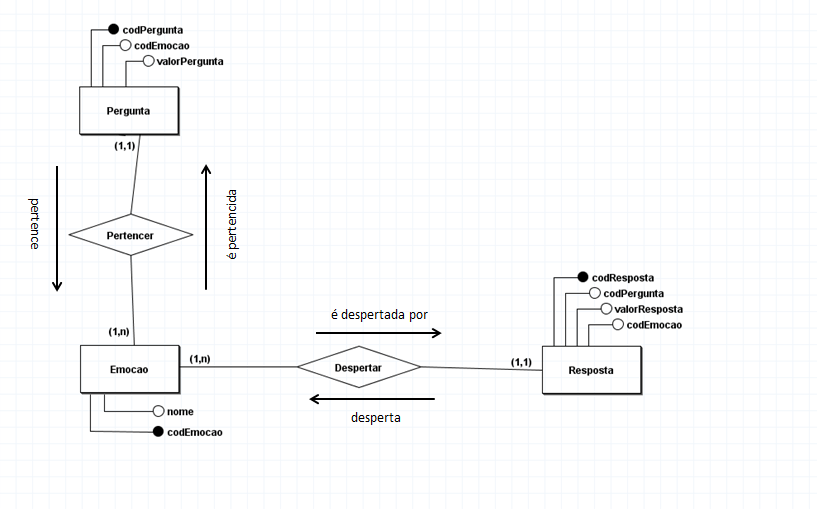 codPergunta
codEmocao
valorPergunta
Pergunta
(1,1)
pertence
é pertencida
Pertencer
(1,n)
Emocao
nome
codEmocao
(1,n)
é despertada por
Despertar
desperta
(1,1)
codResposta
codPergunta
valorResposta
codEmocao
Resposta